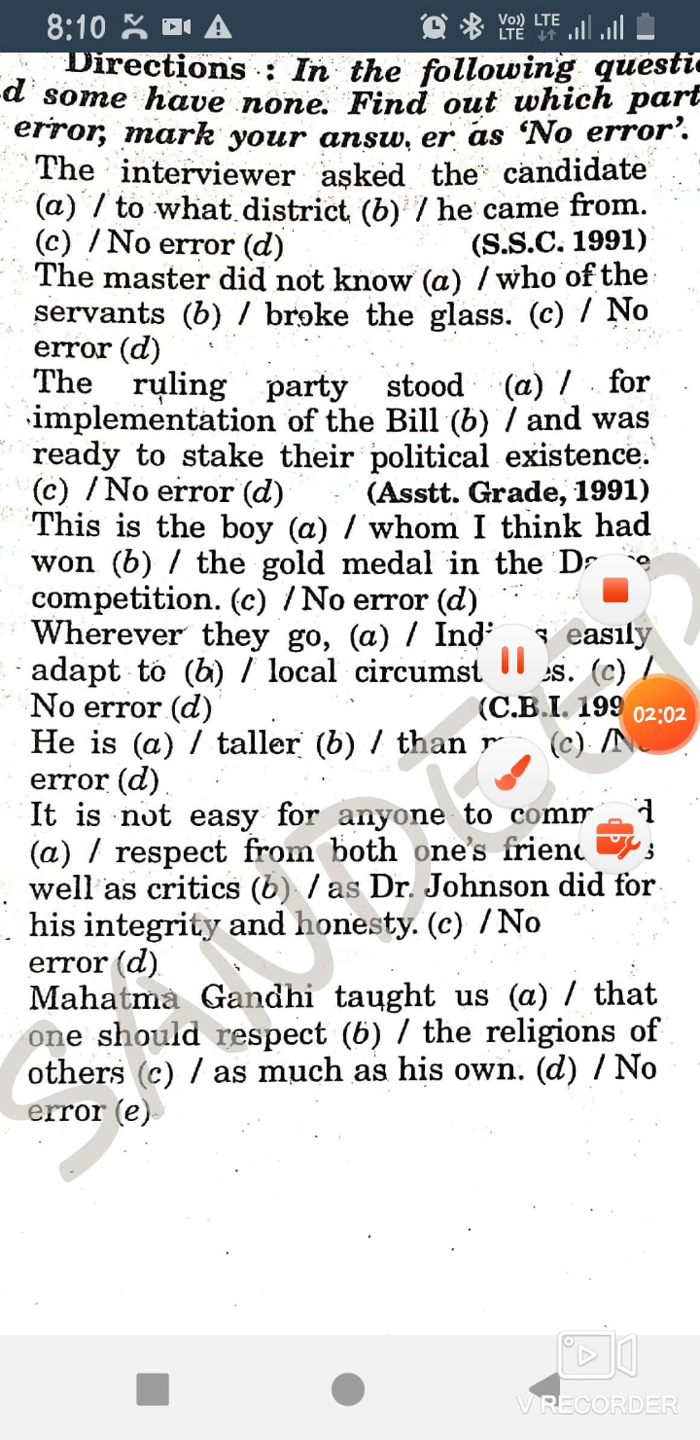 8:10
Vo)) LTE
LTE
Directions : In the following
d some have none. Find out which part
error, mark your answ, er as ‘No error’.
The interviewer asked the candidate
(a) / to what district (b) / he came from.
(c) / No error (d) (S.S.C. 1991)
The master did not know (a) / who of the
servants (b) / broke the glass. (c) / No
error (d)
The ruling party stood (a) / for
implementation of the Bill (b) / and was
ready to stake their political existence.
(c) / No error (d) (Asstt. Grade, 1991)
This is the boy (a) / whom I think had
won (b) / the gold medal in the
competition. (c) / No error (d)
Wherever they go, (a) / easily
adapt to (b) / local (c) /
No error (d) (C.B.I. 199
02:02
He is (a) / taller (b) / than (c) /
error (d)
It is not easy for anyone to
(a) / respect from both one's
well as critics (b) / as Dr. Johnson did for
his integrity and honesty. (c) / No
error (d)
Mahatma Gandhi taught us (a) / that
one should respect (b) / the religions of
others (c) / as much as his own. (d) / No
error (e)
SANDEEP
V RECORDER